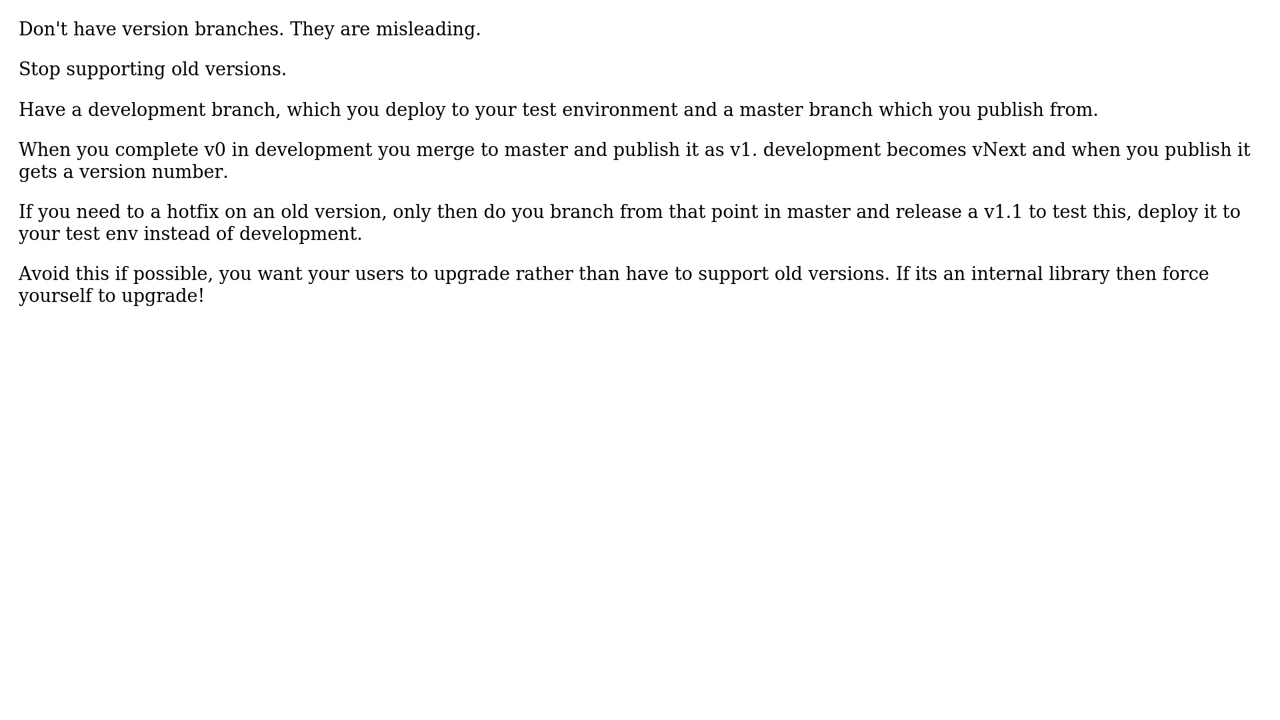 Don't have version branches. They are misleading.
Stop supporting old versions.
Have a development branch, which you deploy to your test environment and a master branch which you publish from.
When you complete v0 in development you merge to master and publish it as v1. development becomes vNext and when you publish it
gets a version number.
If you need to a hotfix on an old version, only then do you branch from that point in master and release a v1.1 to test this, deploy it to
your test env instead of development.
Avoid this if possible, you want your users to upgrade rather than have to support old versions. If its an internal library then force
yourself to upgrade!